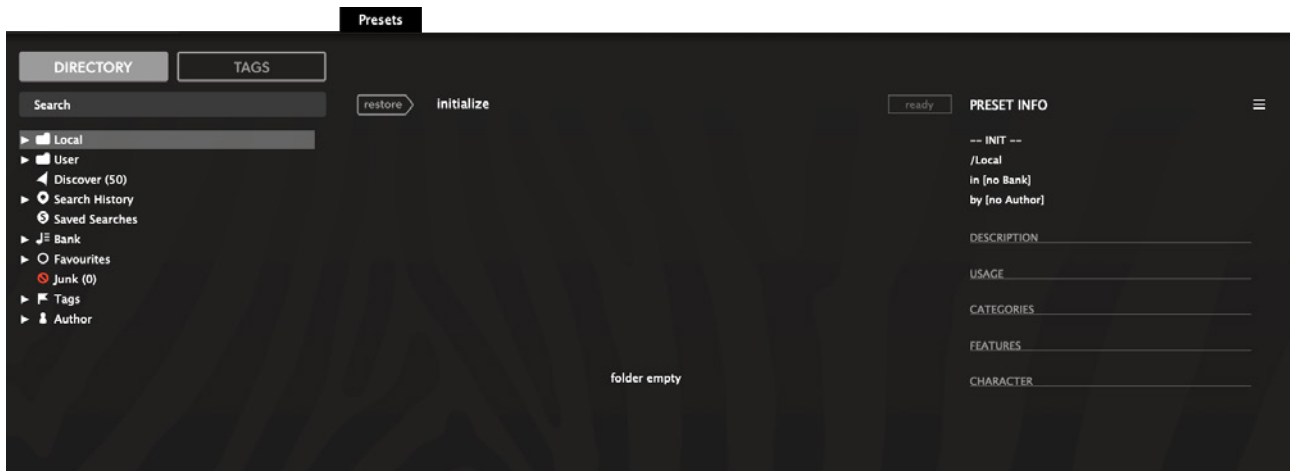 Presets
DIRECTORY TAGS
Search
Local
User
Discover (50)
Search History
Saved Searches
Bank
Favourites
Junk (0)
Tags
Author
restore initialize ready
folder empty
PRESET INFO
-- INIT --
/Local
in [no Bank]
by [no Author]
DESCRIPTION
USAGE
CATEGORIES
FEATURES
CHARACTER